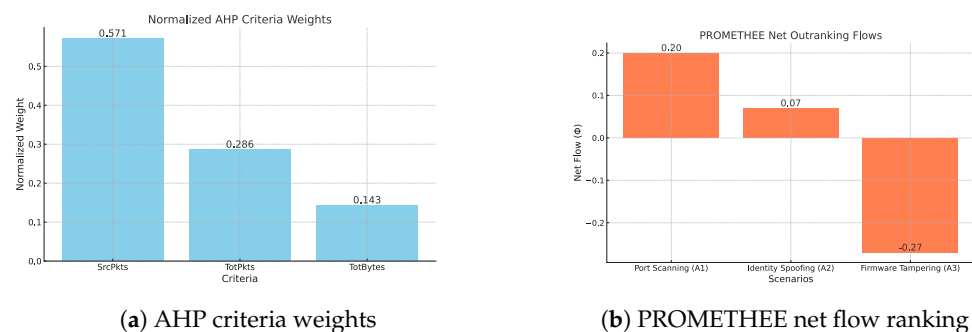 Normalized AHP Criteria Weights
0.571
0.5
0.4
0.3
0.2
0.1
0.0
0.286
0.143
Normalized Weight
SrcPkts TotPkts TotBytes
Criteria
(a) AHP criteria weights
PROMETHEE Net Outranking Flows
0.20
0.07
-0.27
0.2
0.1
0.0
−0.1
−0.2
Net Flow (Φ)
Port Scanning (A1) Identity Spoofing (A2) Firmware Tampering (A3)
Scenarios
(b) PROMETHEE net flow ranking